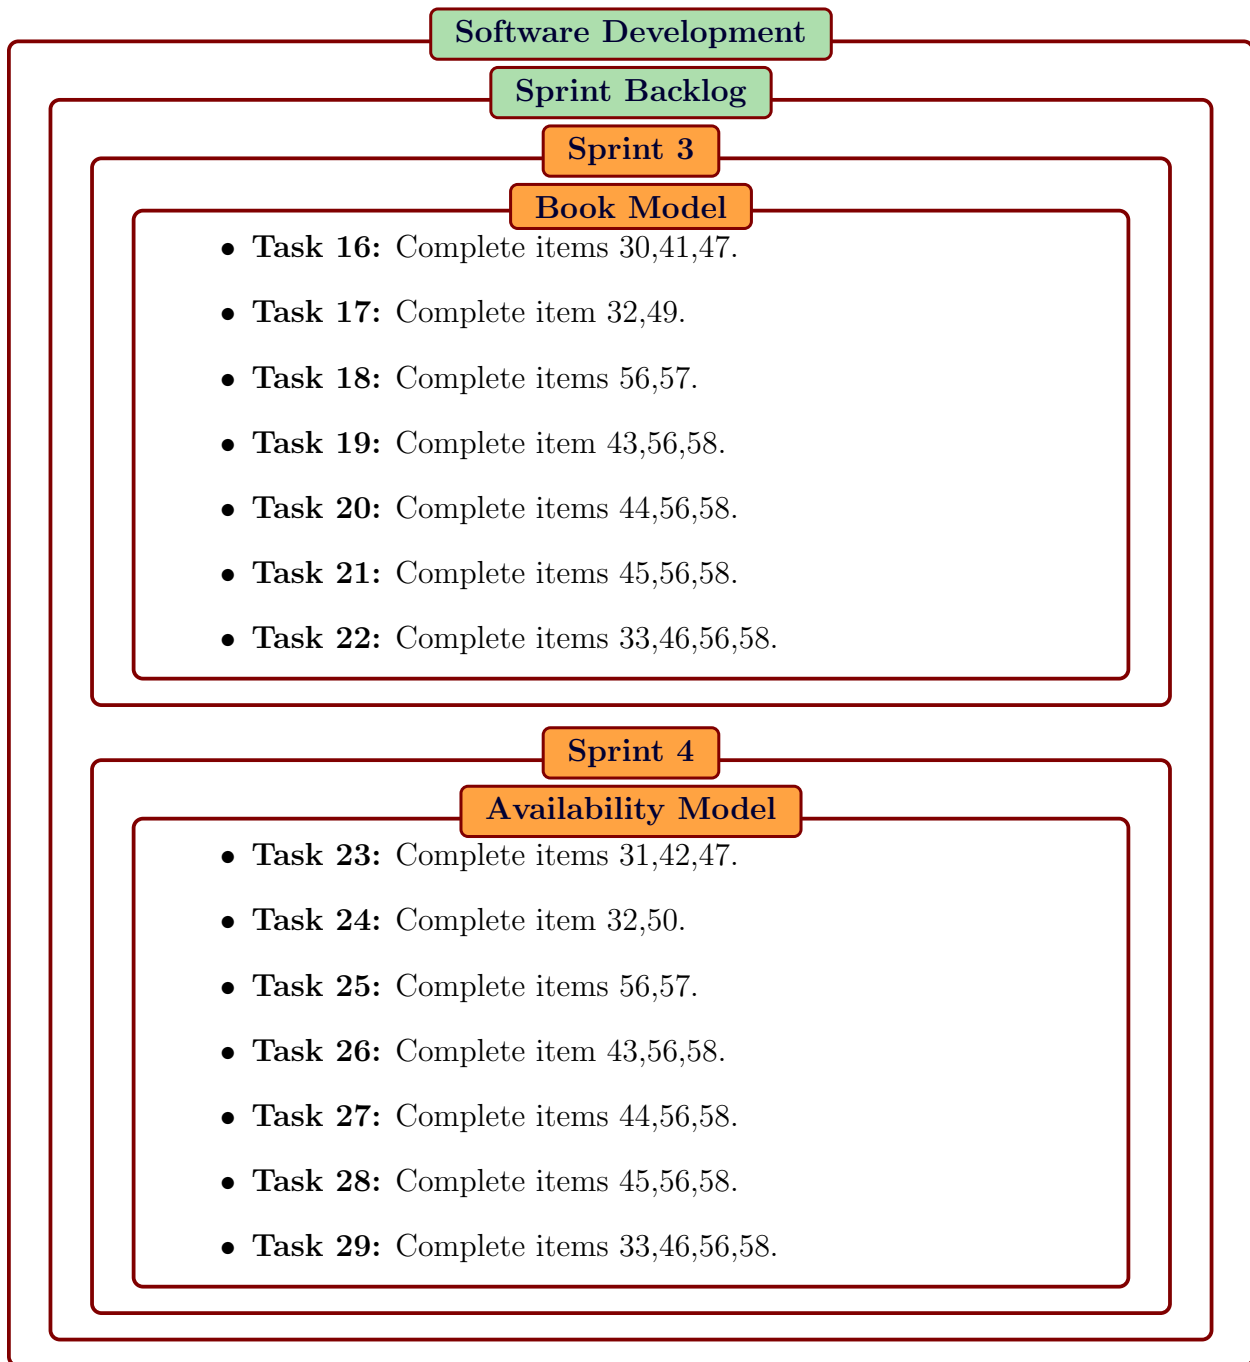 Software Development
Sprint Backlog
Sprint 3
Book Model
• Task 16: Complete items 30,41,47.
• Task 17: Complete item 32,49.
• Task 18: Complete items 56,57.
• Task 19: Complete item 43,56,58.
• Task 20: Complete items 44,56,58.
• Task 21: Complete items 45,56,58.
• Task 22: Complete items 33,46,56,58.
Sprint 4
Availability Model
• Task 23: Complete items 31,42,47.
• Task 24: Complete item 32,50.
• Task 25: Complete items 56,57.
• Task 26: Complete item 43,56,58.
• Task 27: Complete items 44,56,58.
• Task 28: Complete items 45,56,58.
• Task 29: Complete items 33,46,56,58.